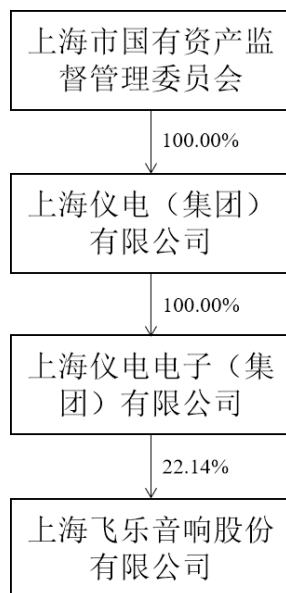 上海市国有资产监
督管理委员会
100.00%
上海仪电（集团）
有限公司
100.00%
上海仪电电子（集
团）有限公司
22.14%
上海飞乐音响股份
有限公司